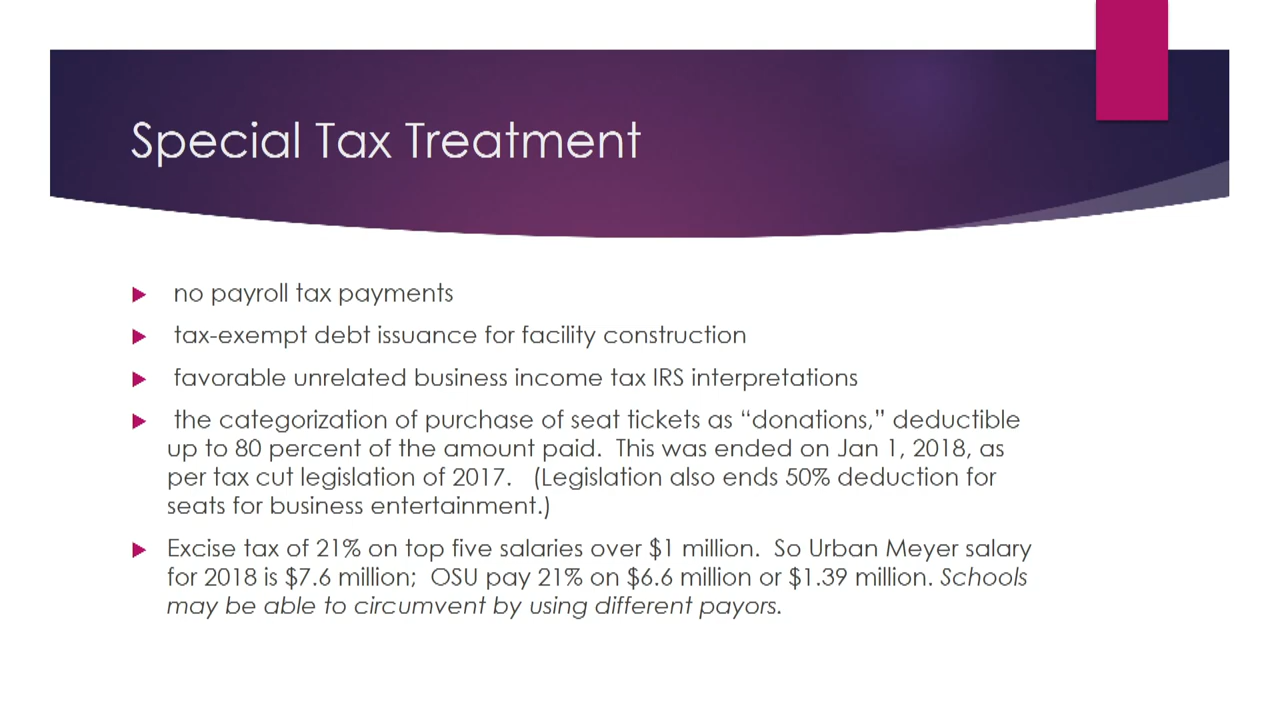 Special Tax Treatment
no payroll tax payments
tax-exempt debt issuance for facility construction
favorable unrelated business income tax IRS interpretations
the categorization of purchase of seat tickets as “donations,” deductible
up to 80 percent of the amount paid.  This was ended on Jan 1, 2018, as
per tax cut legislation of 2017.   (Legislation also ends 50% deduction for
seats for business entertainment.)
Excise tax of 21% on top five salaries over $1 million.  So Urban Meyer salary
for 2018 is $7.6 million;  OSU pay 21% on $6.6 million or $1.39 million. Schools
may be able to circumvent by using different payors.